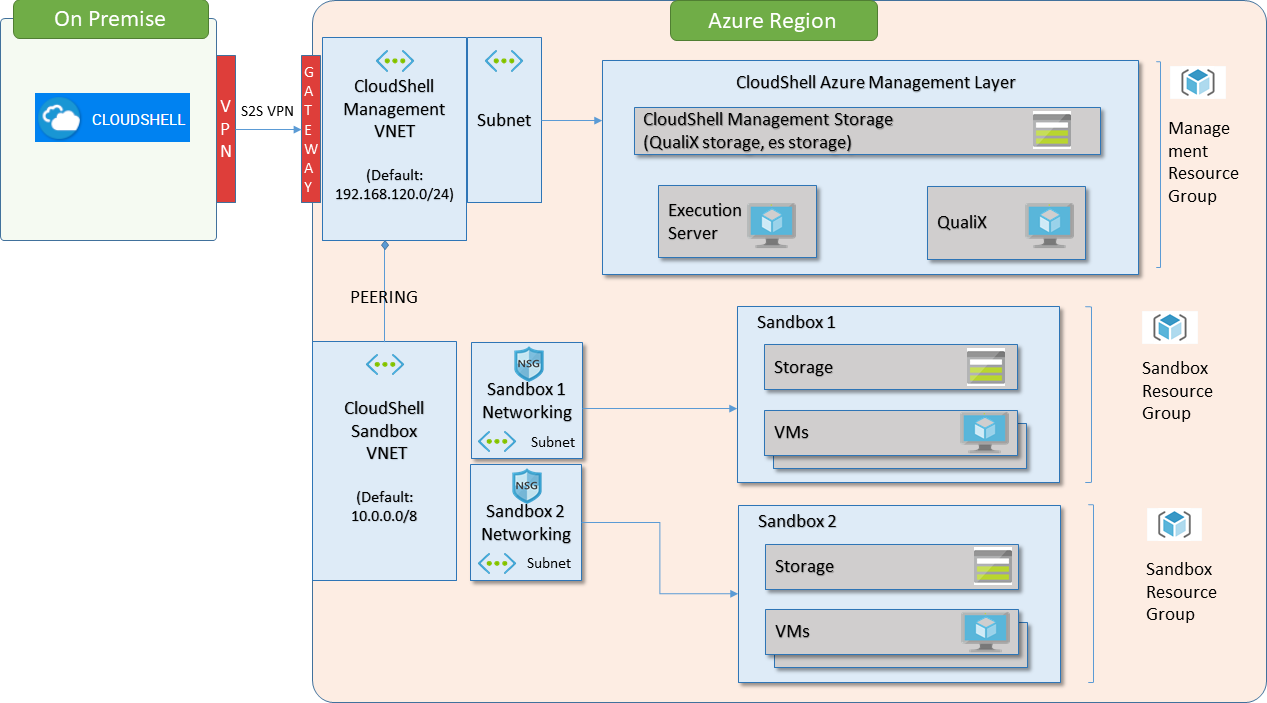 On Premise
CLOUDSHELL
VPN
S2S VPN
Azure Region
GATEWAY
CloudShell
Management
VNET
(Default:
192.168.120.0/24)
Subnet
CloudShell Azure Management Layer
CloudShell Management Storage
(QualiX storage, es storage)
Execution
Server
QualiX
Manage
ment
Resource
Group
PEERING
CloudShell
Sandbox
VNET
(Default:
10.0.0.0/8
NSG
Sandbox 1
Networking
Subnet
NSG
Sandbox 2
Networking
Subnet
Sandbox 1
Storage
VMs
Sandbox
Resource
Group
Sandbox 2
Storage
VMs
Sandbox
Resource
Group